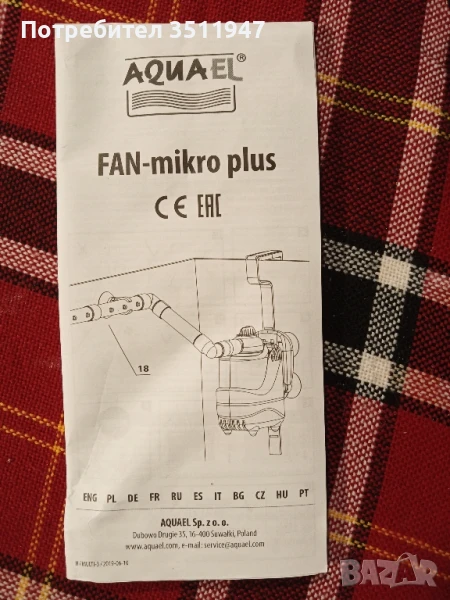 Потребител 3511947
AQUAEL®
FAN-mikro plus
CE EAC
18
ENG PL DE FR RU ES IT BG CZ HU PT
AQUAEL Sp. z o. o.
Dubowo Drugie 35, 16-400 Suwałki, Poland
www.aquael.com, e-mail: service@aquael.com
BAZAR